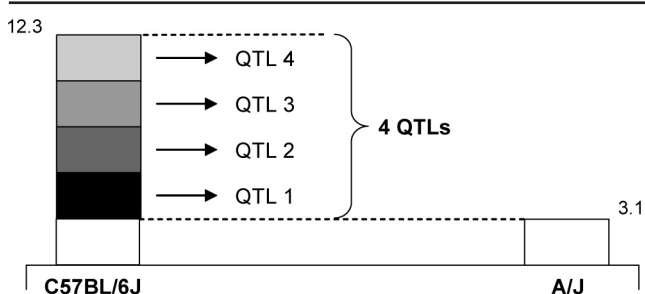 12.3
QTL 4
QTL 3
4 QTLs
QTL 2
QTL 1
3.1
C57BL/6J
A/J